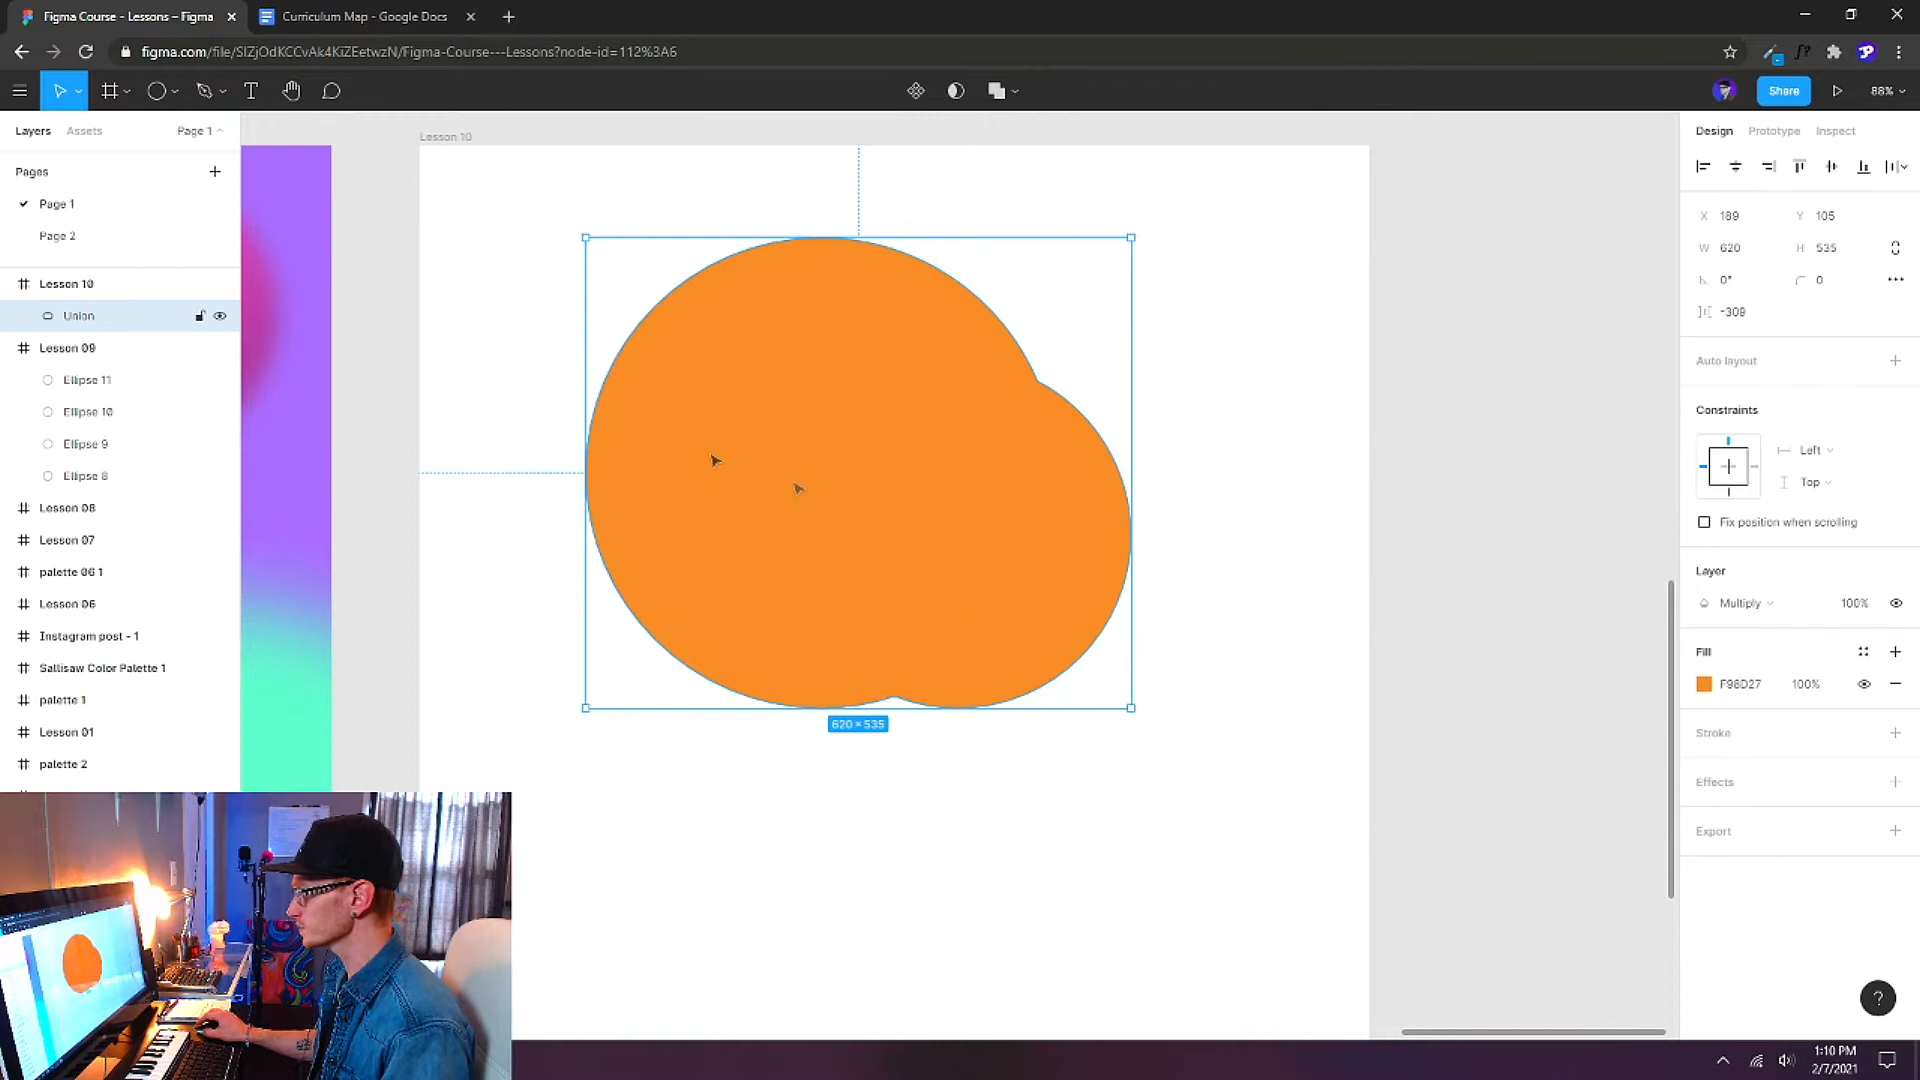 Figma Course - Lessons – Figma
Curriculum Map - Google Docs
figma.com/file/SIZjOdKCCvAk4KiZEetwzN/Figma-Course---Lessons?node-id=112%3A6
Share
88%
Layers
Assets
Page 1
Lesson 10
Design
Prototype
Inspect
Pages
Page 1
Page 2
Lesson 10
Union
Lesson 09
Ellipse 11
Ellipse 10
Ellipse 9
Ellipse 8
Lesson 08
Lesson 07
palette 06 1
Lesson 06
Instagram post - 1
Sallisaw Color Palette 1
palette 1
Lesson 01
palette 2
620 × 535
X 189 Y 105
W 620 H 535
0° 0
-309
Auto layout
Constraints
Left
Top
Fix position when scrolling
Layer
Multiply 100%
Fill
F98D27 100%
Stroke
Effects
Export
?
1:10 PM
2/7/2021